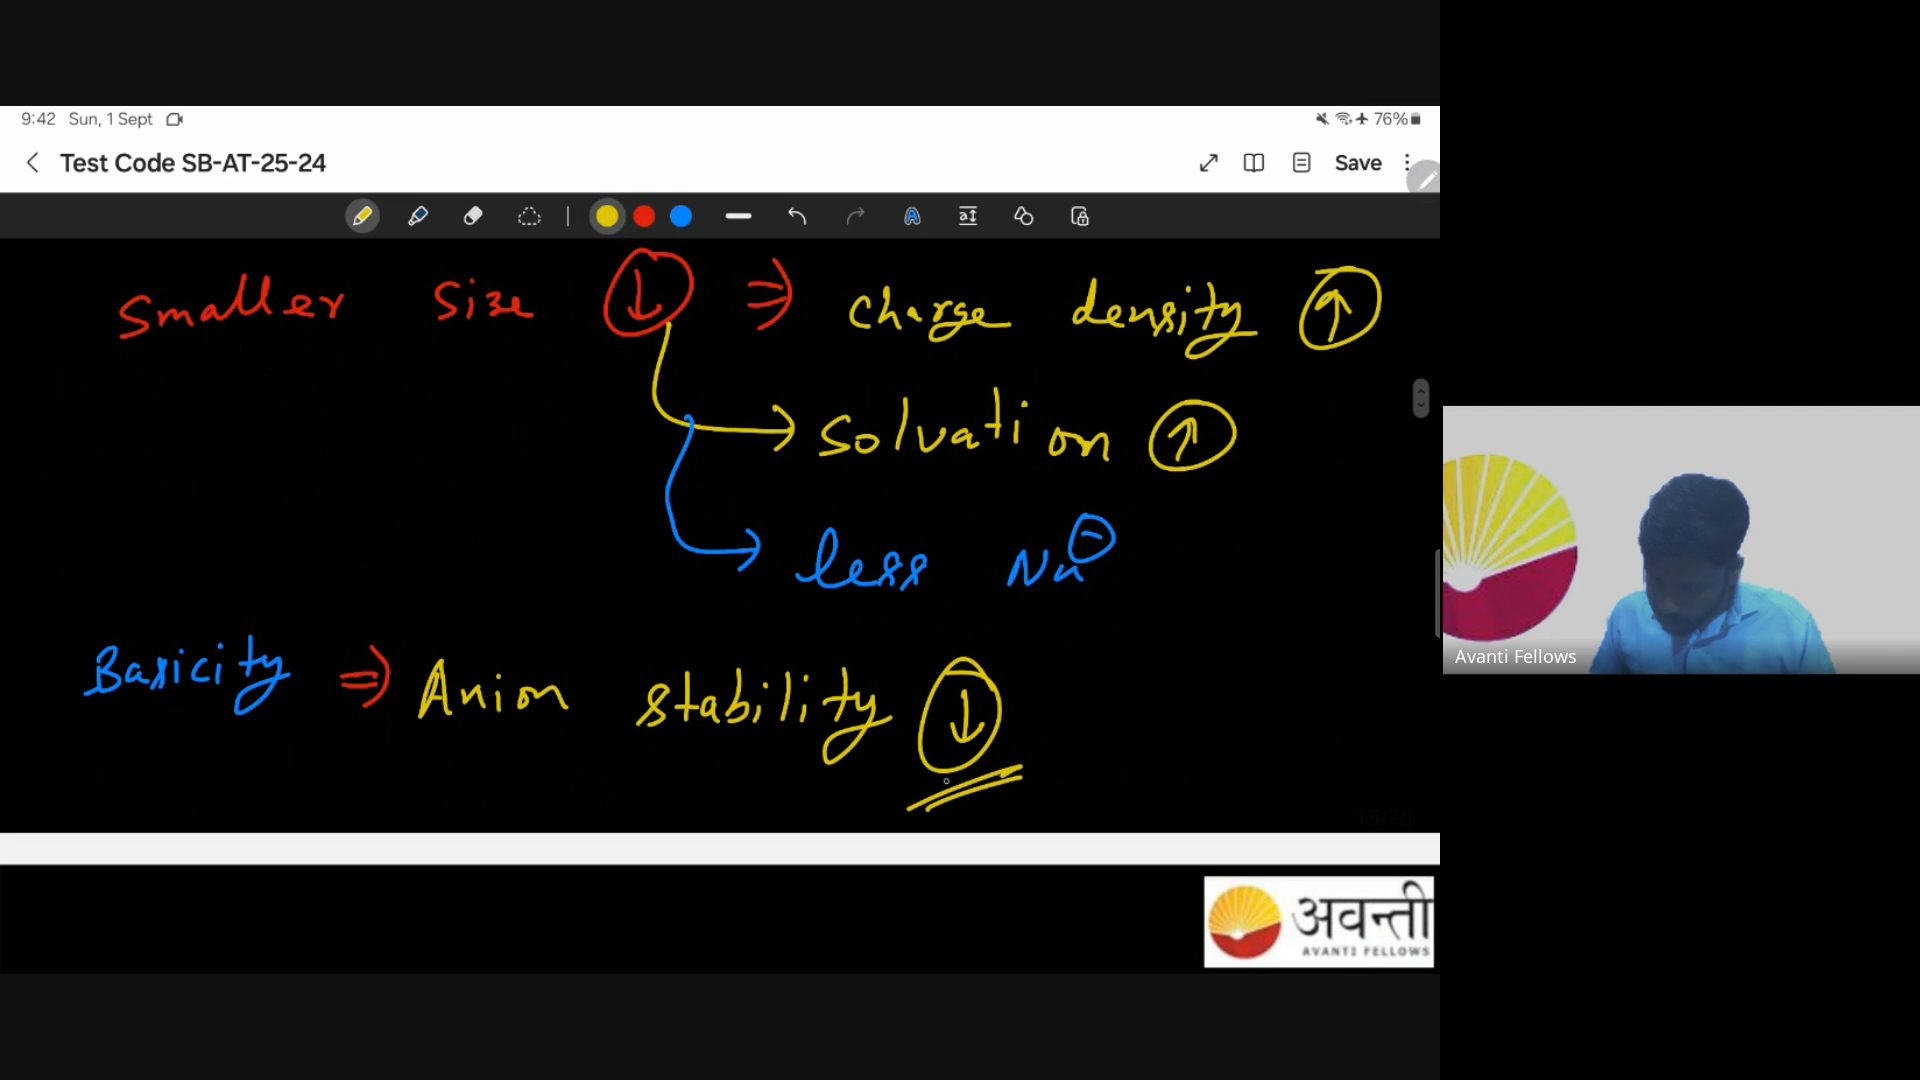 9:42 Sun, 1 Sept
76%
Test Code SB-AT-25-24
Save
Smaller size ↓ ⇒ charge density ↑
→ solvation ↑
→ less Nu⊖
Basicity ⇒ Anion stability ↓
Avanti Fellows
अवन्ती
AVANTI FELLOWS